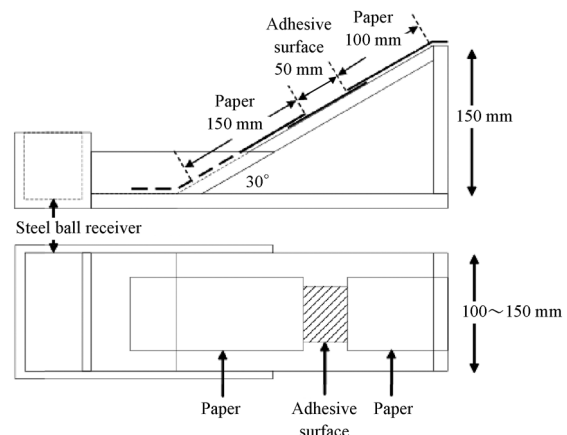 Adhesive
surface
50 mm
Paper
100 mm
Paper
150 mm
150 mm
30°
Steel ball receiver
100～150 mm
Paper
Adhesive
surface
Paper